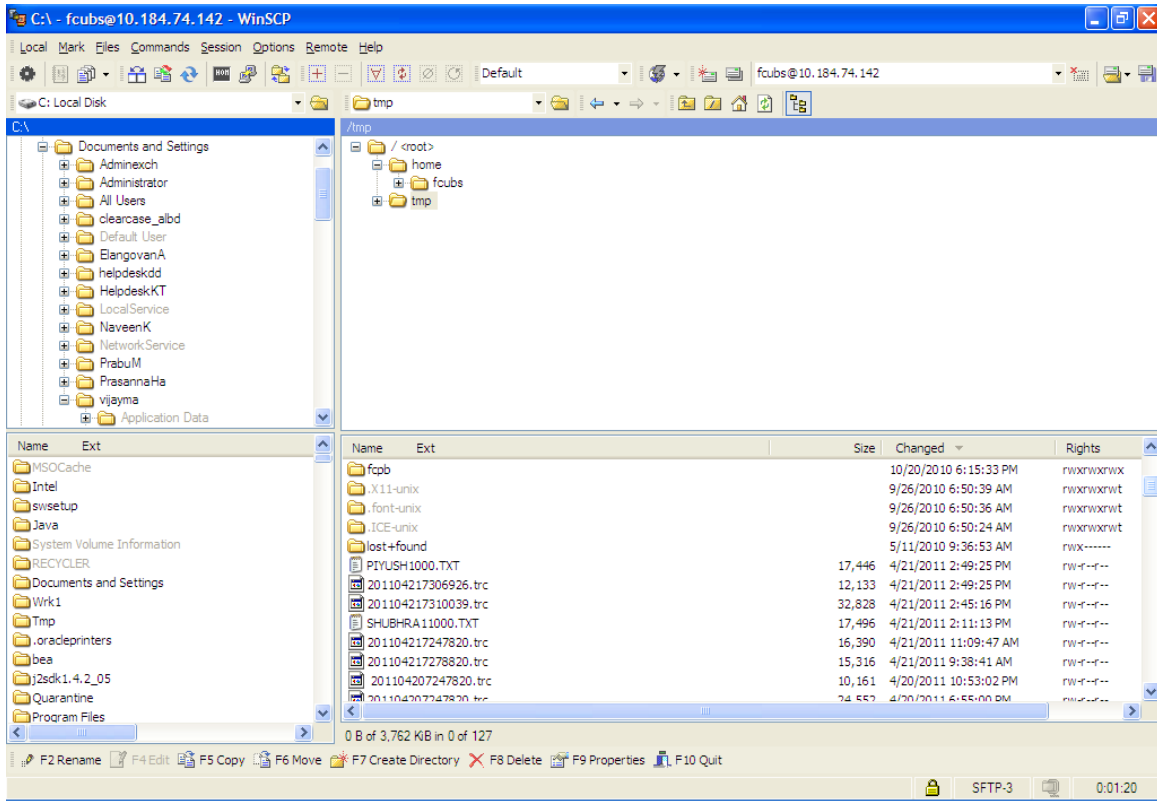 C:\ - fcubs@10.184.74.142 - WinSCP
Local Mark Files Commands Session Options Remote Help
Default fcubs@10.184.74.142
C: Local Disk tmp
C:\
Documents and Settings
Adminexch
Administrator
All Users
clearcase_albd
Default User
ElangovanA
helpdeskdd
HelpdeskKT
LocalService
NaveenK
NetworkService
PrabuM
PrasannaHa
vijayma
Application Data
/tmp
/ <root>
home
fcubs
tmp
Name Ext
MSOCache
Intel
swsetup
Java
System Volume Information
RECYCLER
Documents and Settings
Wrk1
Tmp
.oracleprinters
bea
j2sdk1.4.2_05
Quarantine
Program Files
Name Ext Size Changed Rights
fcpb 10/20/2010 6:15:33 PM rwxrwxrwx
.X11-unix 9/26/2010 6:50:39 AM rwxrwxrwt
.font-unix 9/26/2010 6:50:36 AM rwxrwxrwt
.ICE-unix 9/26/2010 6:50:24 AM rwxrwxrwt
lost+found 5/11/2010 9:36:53 AM rwx------
PIYUSH1000.TXT 17,446 4/21/2011 2:49:25 PM rw-r--r--
201104217306926.trc 12,133 4/21/2011 2:49:25 PM rw-r--r--
201104217310039.trc 32,828 4/21/2011 2:45:16 PM rw-r--r--
SHUBHRA11000.TXT 17,496 4/21/2011 2:11:13 PM rw-r--r--
201104217247820.trc 16,390 4/21/2011 11:09:47 AM rw-r--r--
201104217278820.trc 15,316 4/21/2011 9:38:41 AM rw-r--r--
201104207247820.trc 10,161 4/20/2011 10:53:02 PM rw-r--r--
201104207247820.trc 24,552 4/20/2011 6:55:00 PM rw-r--r--
0 B of 3,762 KiB in 0 of 127
F2 Rename F4 Edit F5 Copy F6 Move F7 Create Directory F8 Delete F9 Properties F10 Quit
SFTP-3 0:01:20